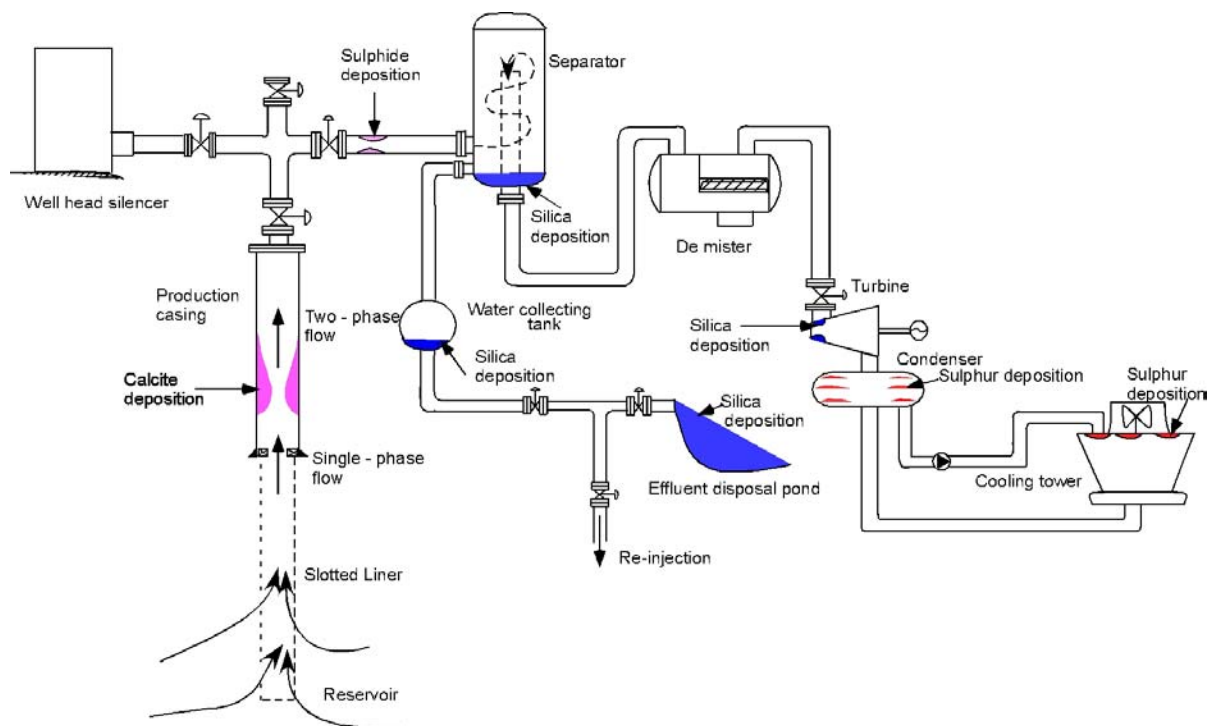 Sulphide
deposition
Separator
Well head silencer
Silica
deposition
De mister
Production
casing
Two - phase
flow
Water collecting
tank
Turbine
Silica
deposition
Calcite
deposition
Silica
deposition
Condenser
Sulphur deposition
Sulphur
deposition
Silica
deposition
Single - phase
flow
Effluent disposal pond
Cooling tower
Re-injection
Slotted Liner
Reservoir